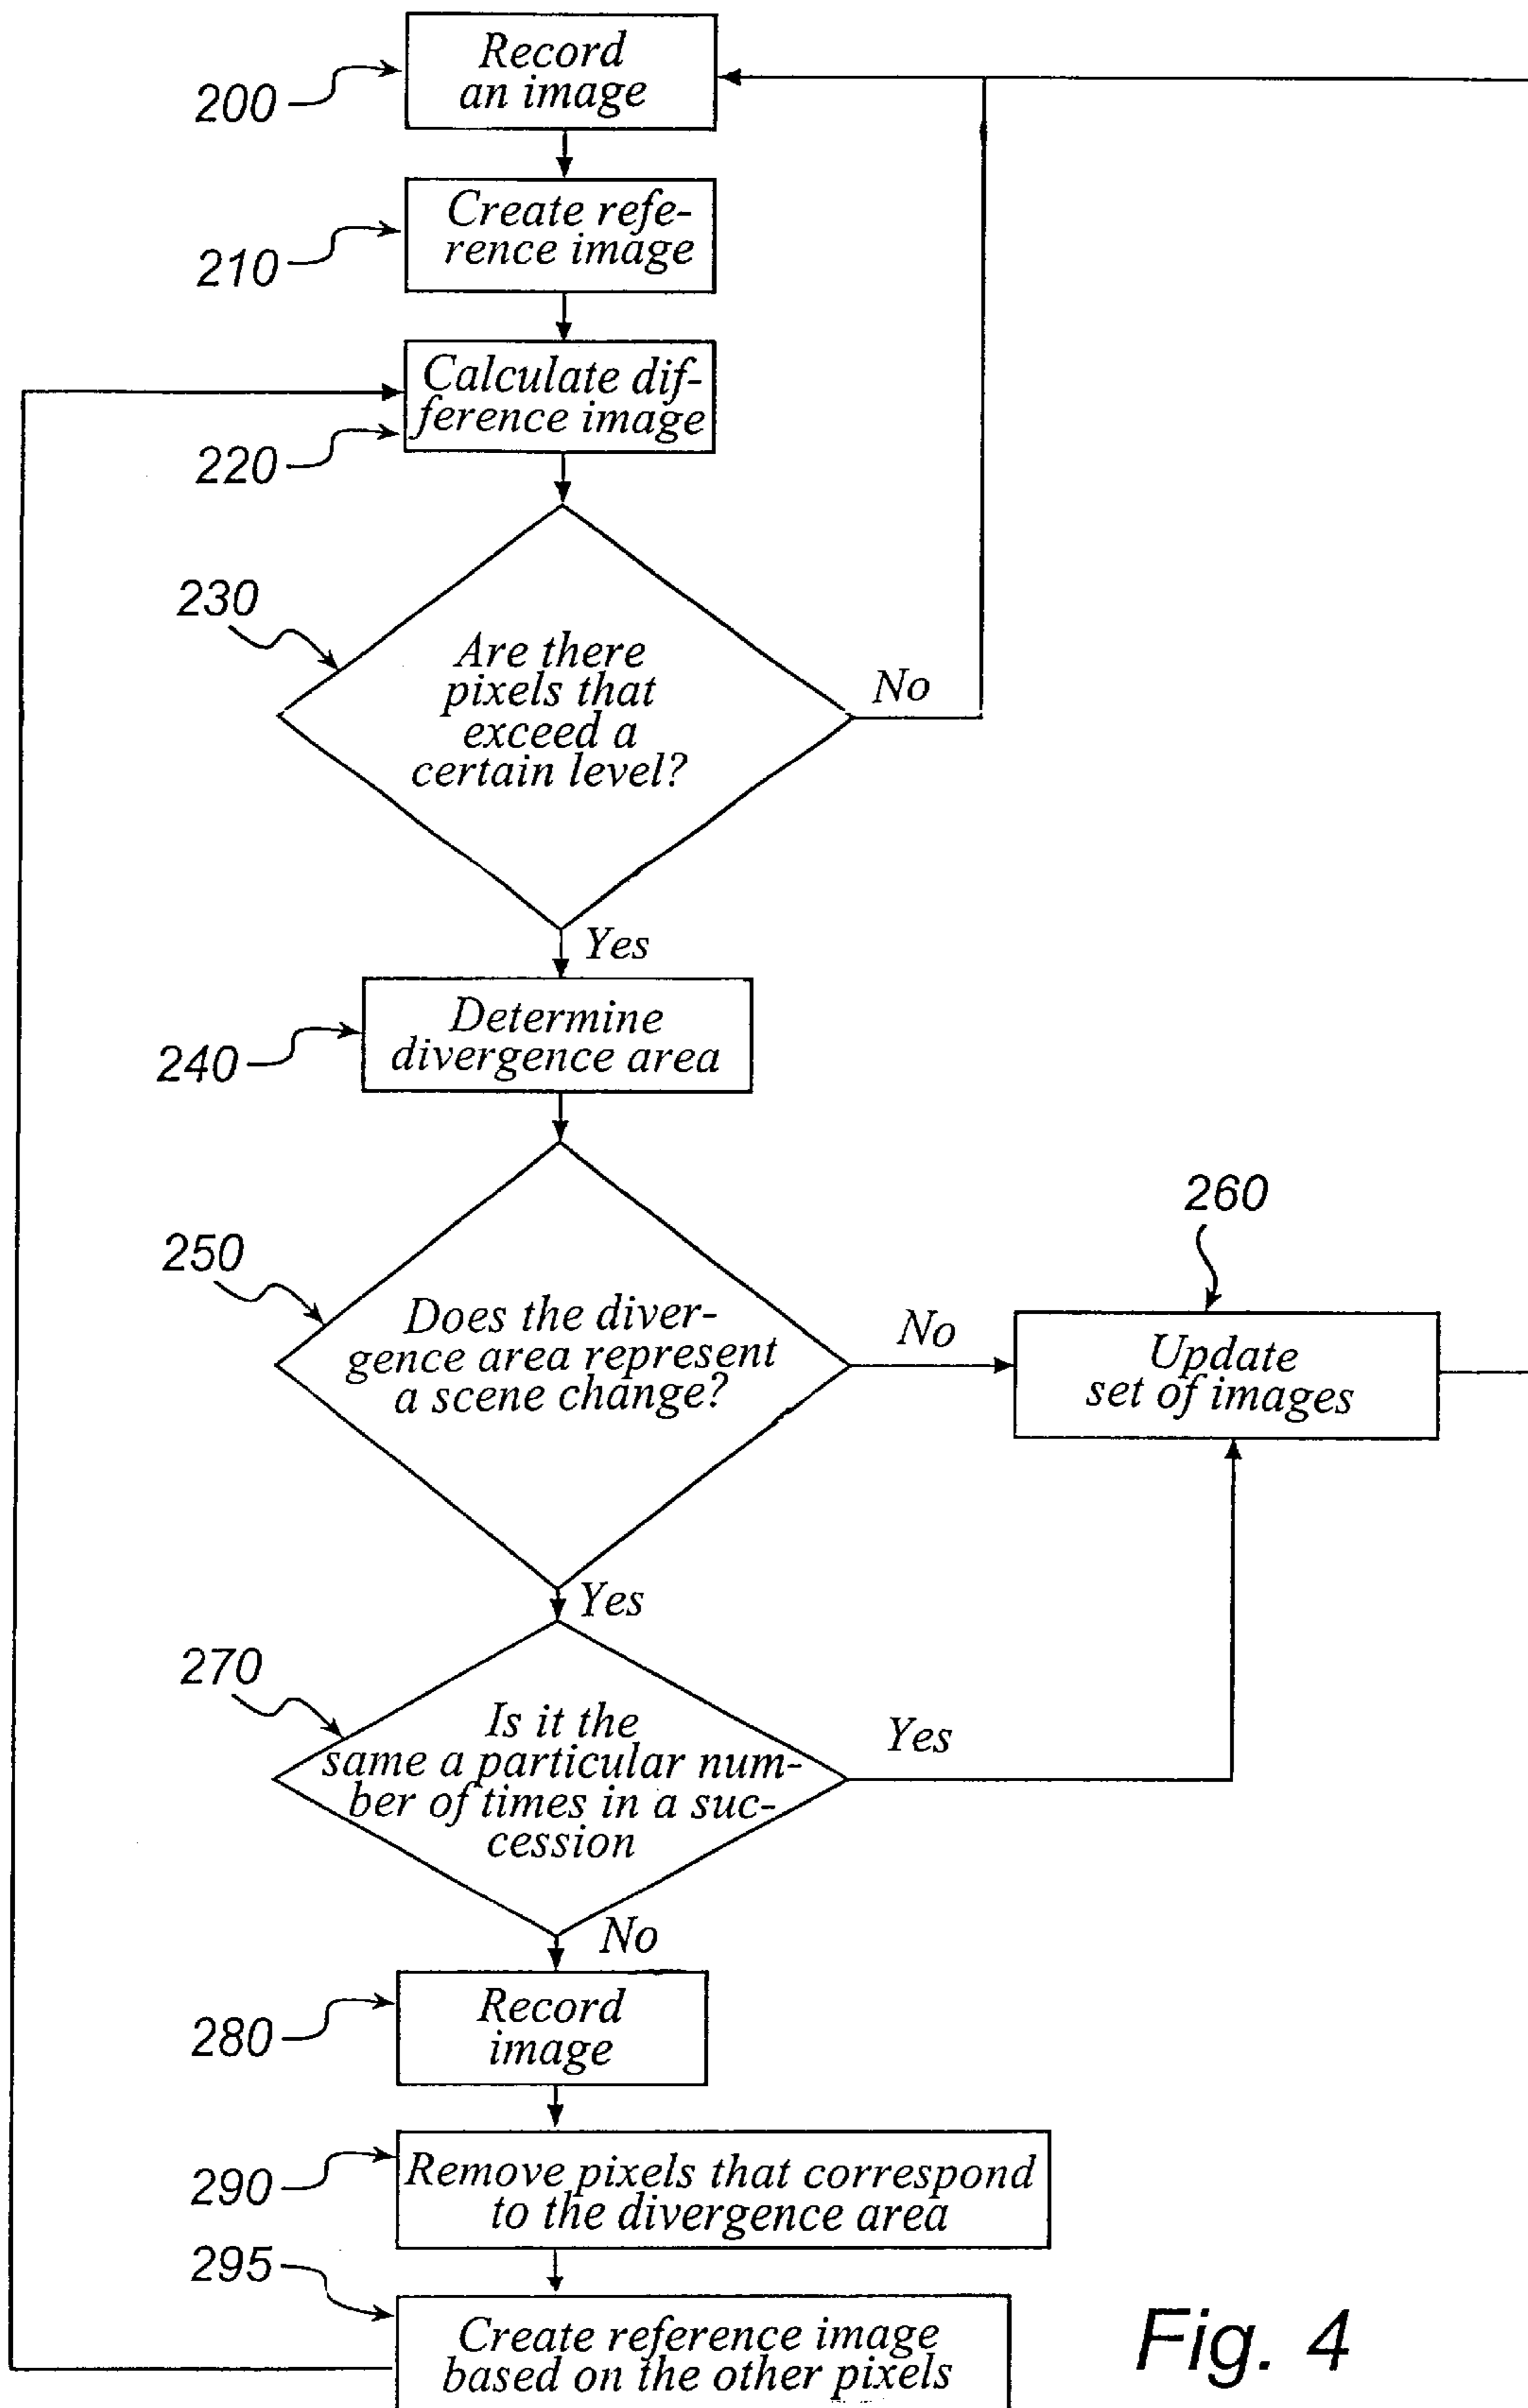 Record
an image
200
Create refe-
rence image
210
Calculate dif-
ference image
220
230
Are there
pixels that
exceed a
certain level?
No
Yes
Determine
divergence area
240
260
250
Does the diver-
gence area represent
a scene change?
No
Update
set of images
Yes
270
Is it the
same a particular num-
ber of times in a suc-
cession
Yes
No
Record
image
280
Remove pixels that correspond
to the divergence area
290
295
Create reference image
based on the other pixels
Fig. 4